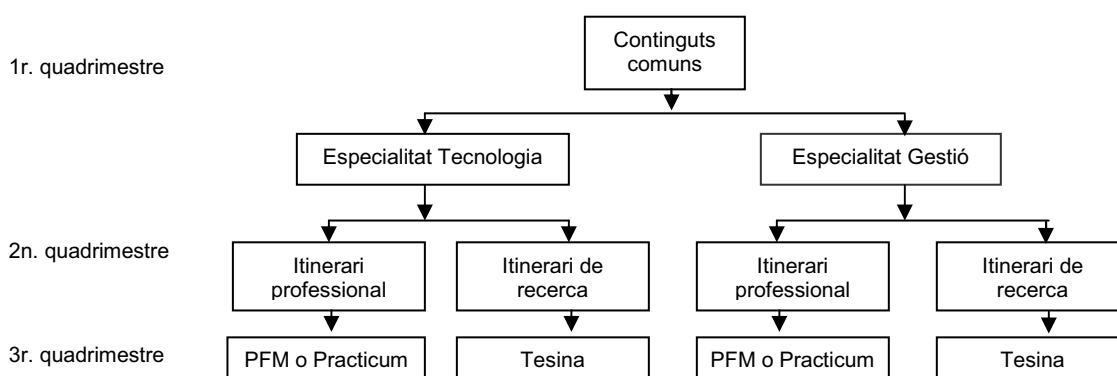 1r. quadrimestre
Continguts
comuns
Especialitat Tecnologia
Especialitat Gestió
2n. quadrimestre
Itinerari
professional
Itinerari de
recerca
Itinerari
professional
Itinerari de
recerca
3r. quadrimestre
PFM o Practicum
Tesina
PFM o Practicum
Tesina